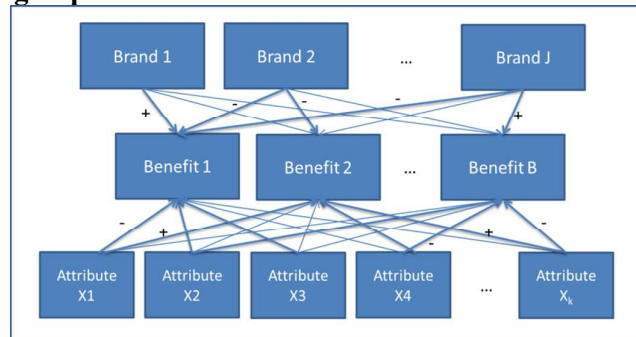 Brand 1
Brand 2
...
Brand J
+
-
-
-
+
Benefit 1
Benefit 2
...
Benefit B
-
+
-
+
-
Attribute
X1
Attribute
X2
Attribute
X3
Attribute
X4
...
Attribute
Xk